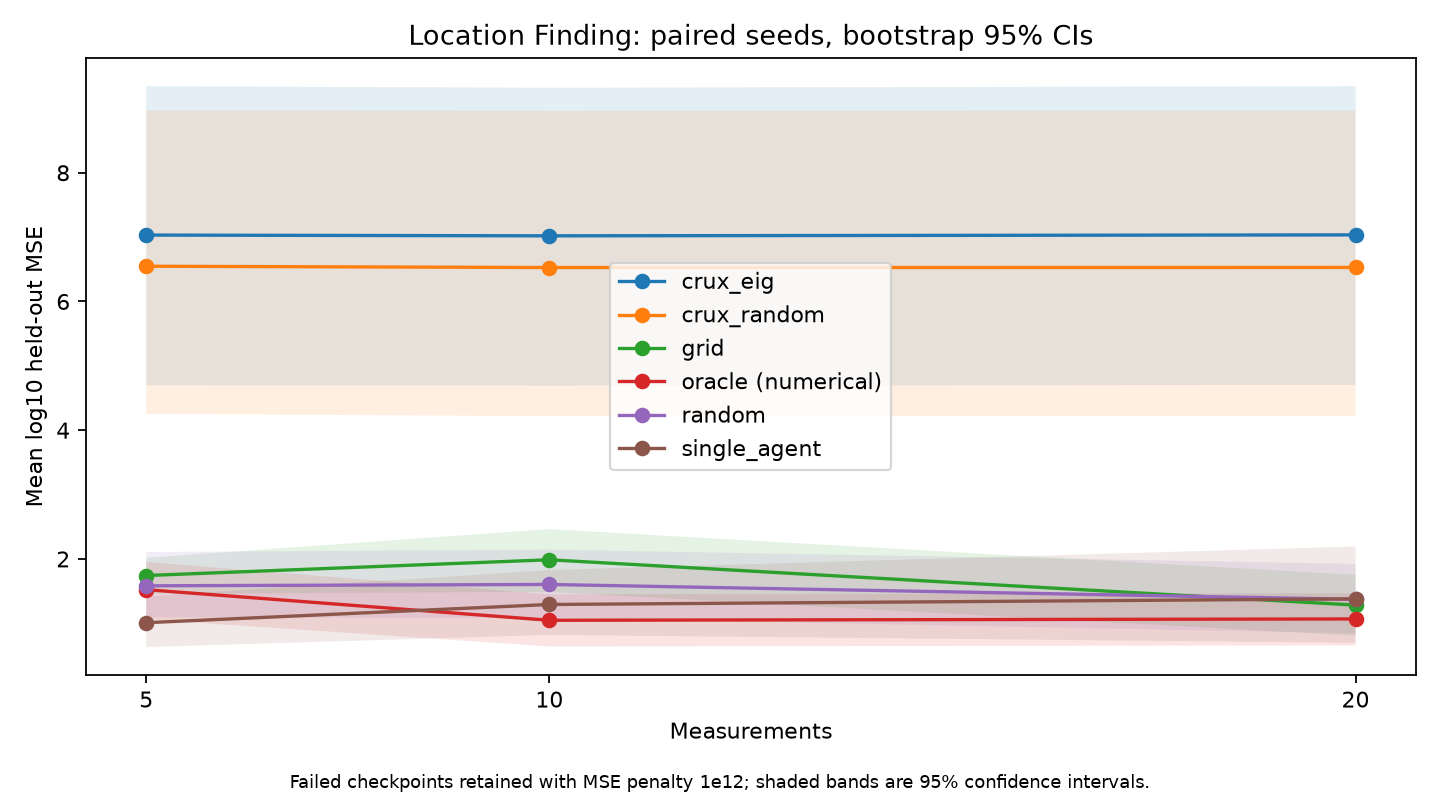 Location Finding: paired seeds, bootstrap 95% CIs
Mean log10 held-out MSE
8
6
4
2
crux_eig
crux_random
grid
oracle (numerical)
random
single_agent
5
10
20
Measurements
Failed checkpoints retained with MSE penalty 1e12; shaded bands are 95% confidence intervals.